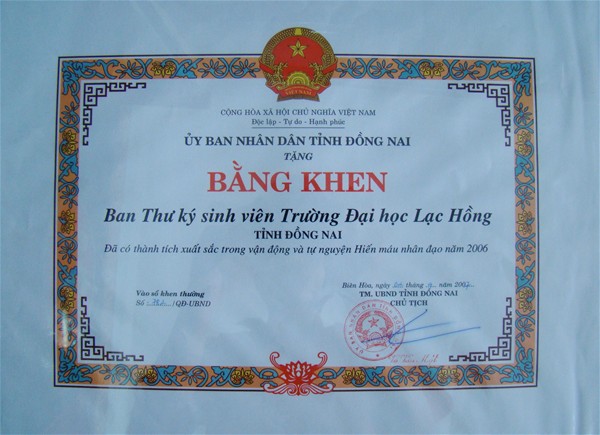 VIỆT NAM
CỘNG HÒA XÃ HỘI CHỦ NGHĨA VIỆT NAM
Độc lập - Tự do - Hạnh phúc
ỦY BAN NHÂN DÂN TỈNH ĐỒNG NAI
TẶNG
BẰNG KHEN
Ban Thư ký sinh viên Trường Đại học Lạc Hồng
TỈNH ĐỒNG NAI
Đã có thành tích xuất sắc trong vận động và tự nguyện Hiến máu nhân đạo năm 2006
Biên Hòa, ngày tháng năm 2007
TM. UBND TỈNH ĐỒNG NAI
CHỦ TỊCH
Vào sổ khen thưởng
Số /QĐ-UBND